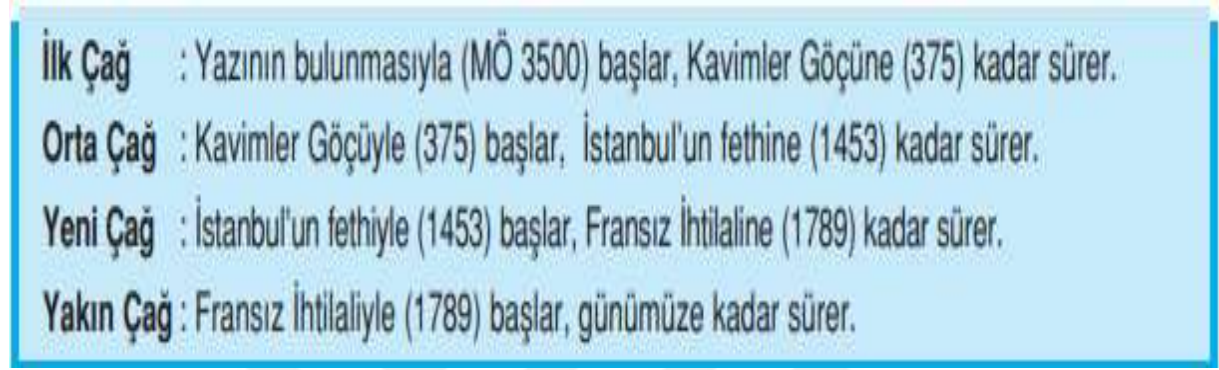 İlk Çağ : Yazının bulunmasıyla (MÖ 3500) başlar, Kavimler Göçüne (375) kadar sürer.
Orta Çağ : Kavimler Göçüyle (375) başlar, İstanbul'un fethine (1453) kadar sürer.
Yeni Çağ : İstanbul'un fethiyle (1453) başlar, Fransız İhtilaline (1789) kadar sürer.
Yakın Çağ : Fransız İhtilaliyle (1789) başlar, günümüze kadar sürer.